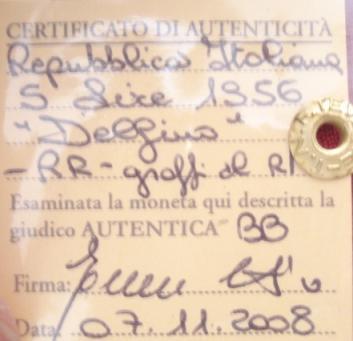 CERTIFICATO DI AUTENTICITÀ
Repubblica Italiana
5 Lire 1956
"Delfino"
-RR- graffi al R/
Esaminata la moneta qui descritta la
giudico AUTENTICA BB
Firma:
Data: 07.11.2008